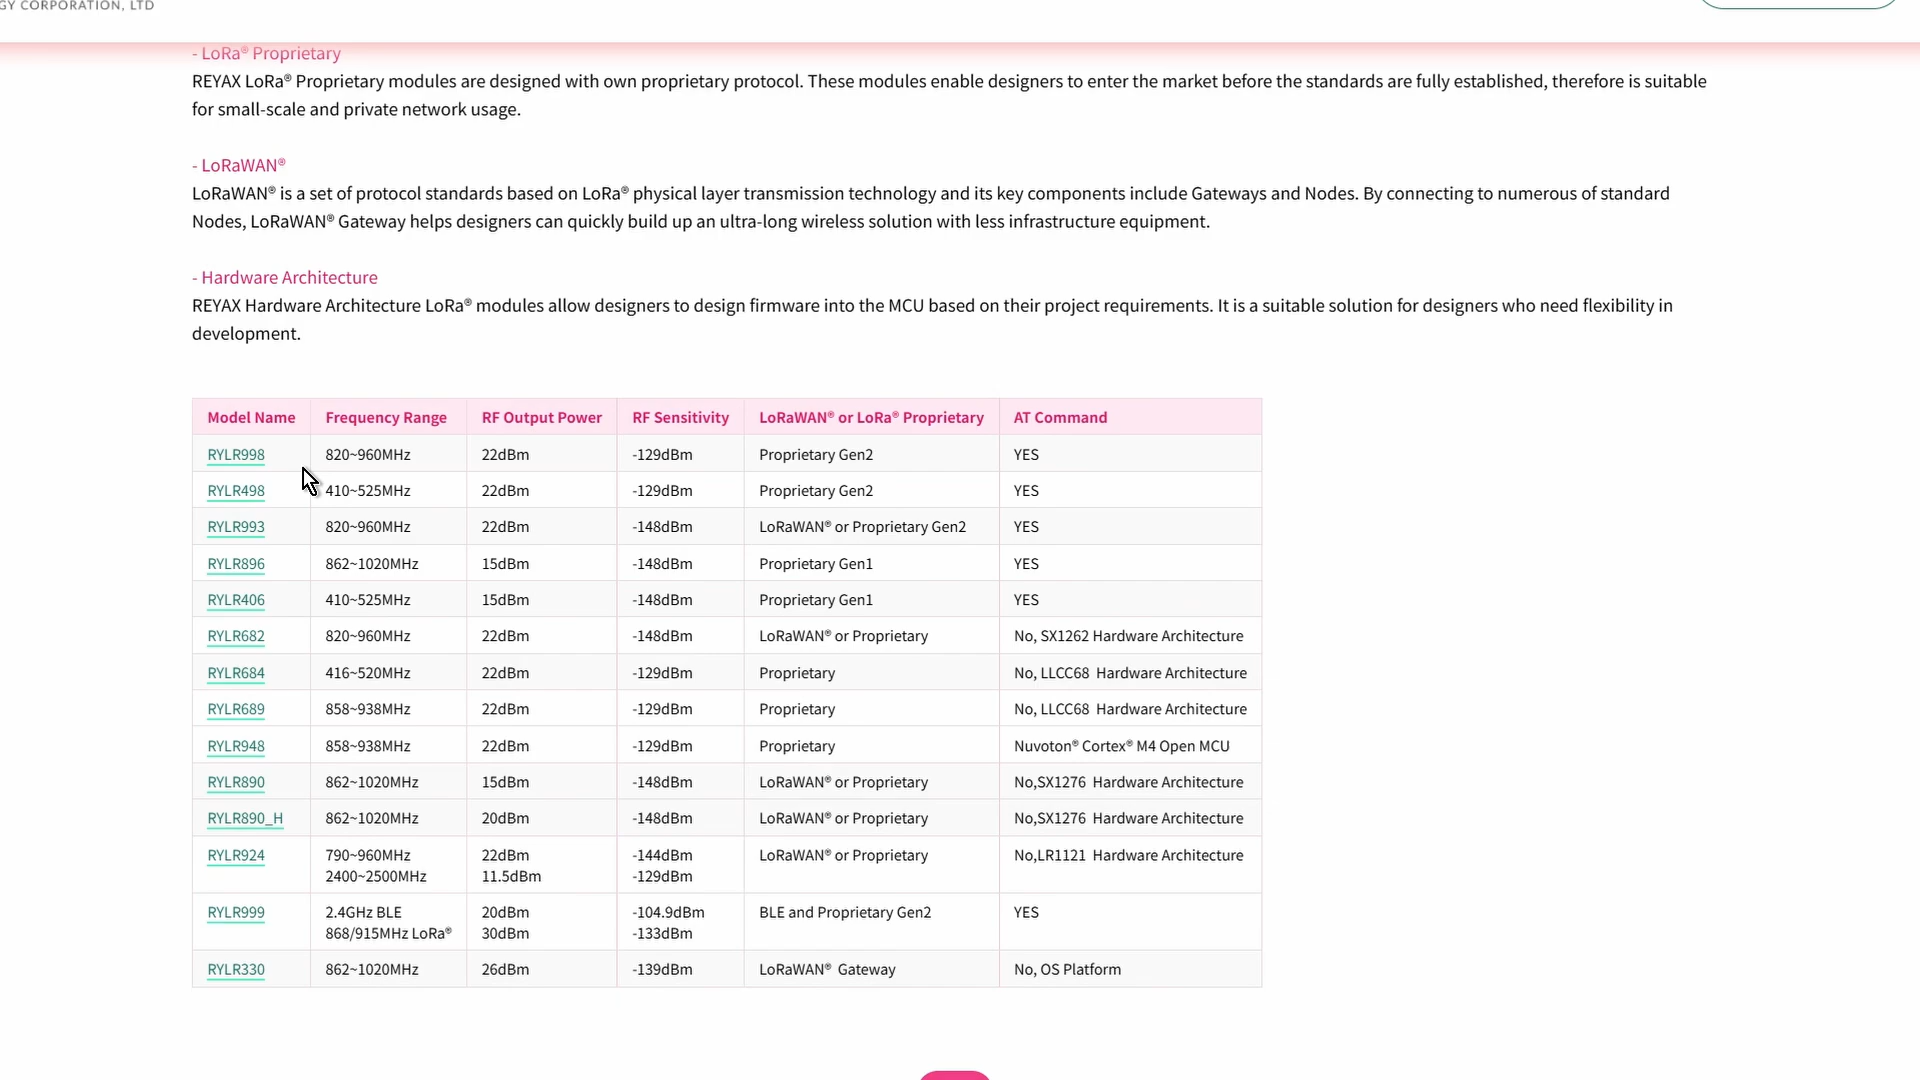 GY CORPORATION, LTD
- LoRa® Proprietary
REYAX LoRa® Proprietary modules are designed with own proprietary protocol. These modules enable designers to enter the market before the standards are fully established, therefore is suitable
for small-scale and private network usage.
- LoRaWAN®
LoRaWAN® is a set of protocol standards based on LoRa® physical layer transmission technology and its key components include Gateways and Nodes. By connecting to numerous of standard
Nodes, LoRaWAN® Gateway helps designers can quickly build up an ultra-long wireless solution with less infrastructure equipment.
- Hardware Architecture
REYAX Hardware Architecture LoRa® modules allow designers to design firmware into the MCU based on their project requirements. It is a suitable solution for designers who need flexibility in
development.
Model Name Frequency Range RF Output Power RF Sensitivity LoRaWAN® or LoRa® Proprietary AT Command
RYLR998 820~960MHz 22dBm -129dBm Proprietary Gen2 YES
RYLR498 410~525MHz 22dBm -129dBm Proprietary Gen2 YES
RYLR993 820~960MHz 22dBm -148dBm LoRaWAN® or Proprietary Gen2 YES
RYLR896 862~1020MHz 15dBm -148dBm Proprietary Gen1 YES
RYLR406 410~525MHz 15dBm -148dBm Proprietary Gen1 YES
RYLR682 820~960MHz 22dBm -148dBm LoRaWAN® or Proprietary No, SX1262 Hardware Architecture
RYLR684 416~520MHz 22dBm -129dBm Proprietary No, LLCC68 Hardware Architecture
RYLR689 858~938MHz 22dBm -129dBm Proprietary No, LLCC68 Hardware Architecture
RYLR948 858~938MHz 22dBm -129dBm Proprietary Nuvoton® Cortex® M4 Open MCU
RYLR890 862~1020MHz 15dBm -148dBm LoRaWAN® or Proprietary No,SX1276 Hardware Architecture
RYLR890_H 862~1020MHz 20dBm -148dBm LoRaWAN® or Proprietary No,SX1276 Hardware Architecture
RYLR924 790~960MHz 22dBm -144dBm LoRaWAN® or Proprietary No,LR1121 Hardware Architecture
2400~2500MHz 11.5dBm -129dBm
RYLR999 2.4GHz BLE 20dBm -104.9dBm BLE and Proprietary Gen2 YES
868/915MHz LoRa® 30dBm -133dBm
RYLR330 862~1020MHz 26dBm -139dBm LoRaWAN® Gateway No, OS Platform